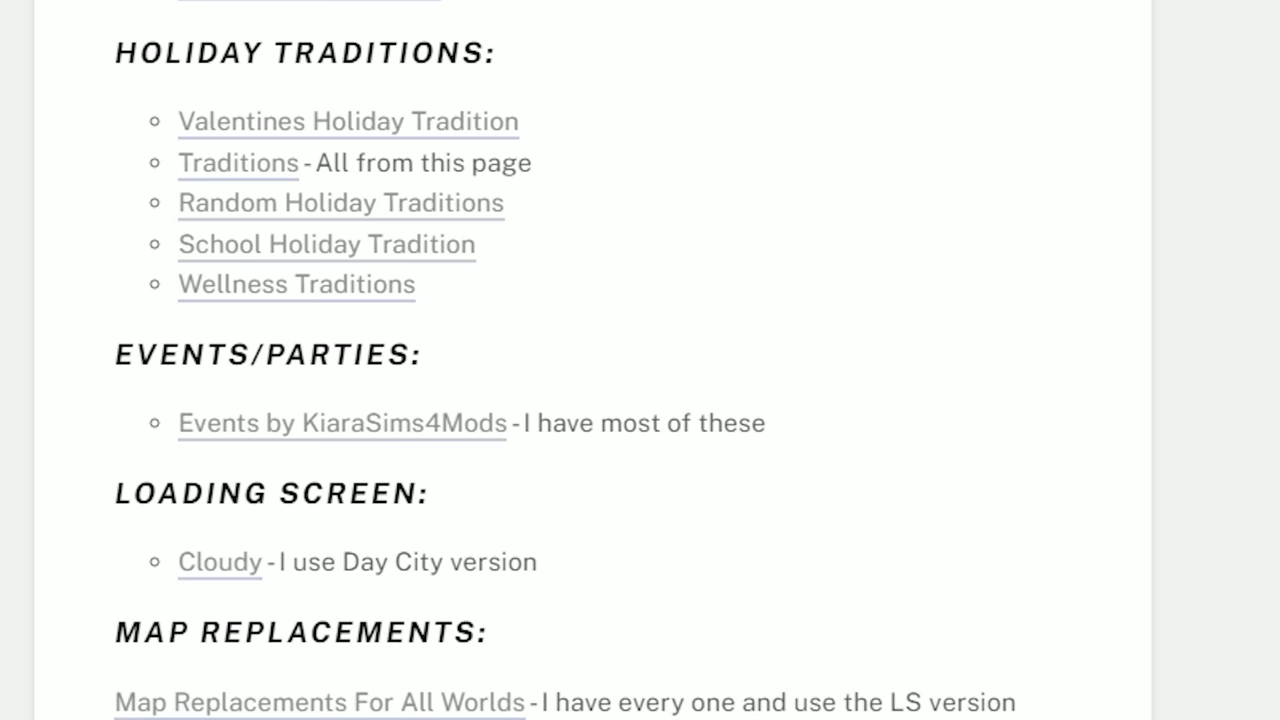 HOLIDAY TRADITIONS:
Valentines Holiday Tradition
Traditions - All from this page
Random Holiday Traditions
School Holiday Tradition
Wellness Traditions
EVENTS/PARTIES:
Events by KiaraSims4Mods - I have most of these
LOADING SCREEN:
Cloudy - I use Day City version
MAP REPLACEMENTS:
Map Replacements For All Worlds - I have every one and use the LS version